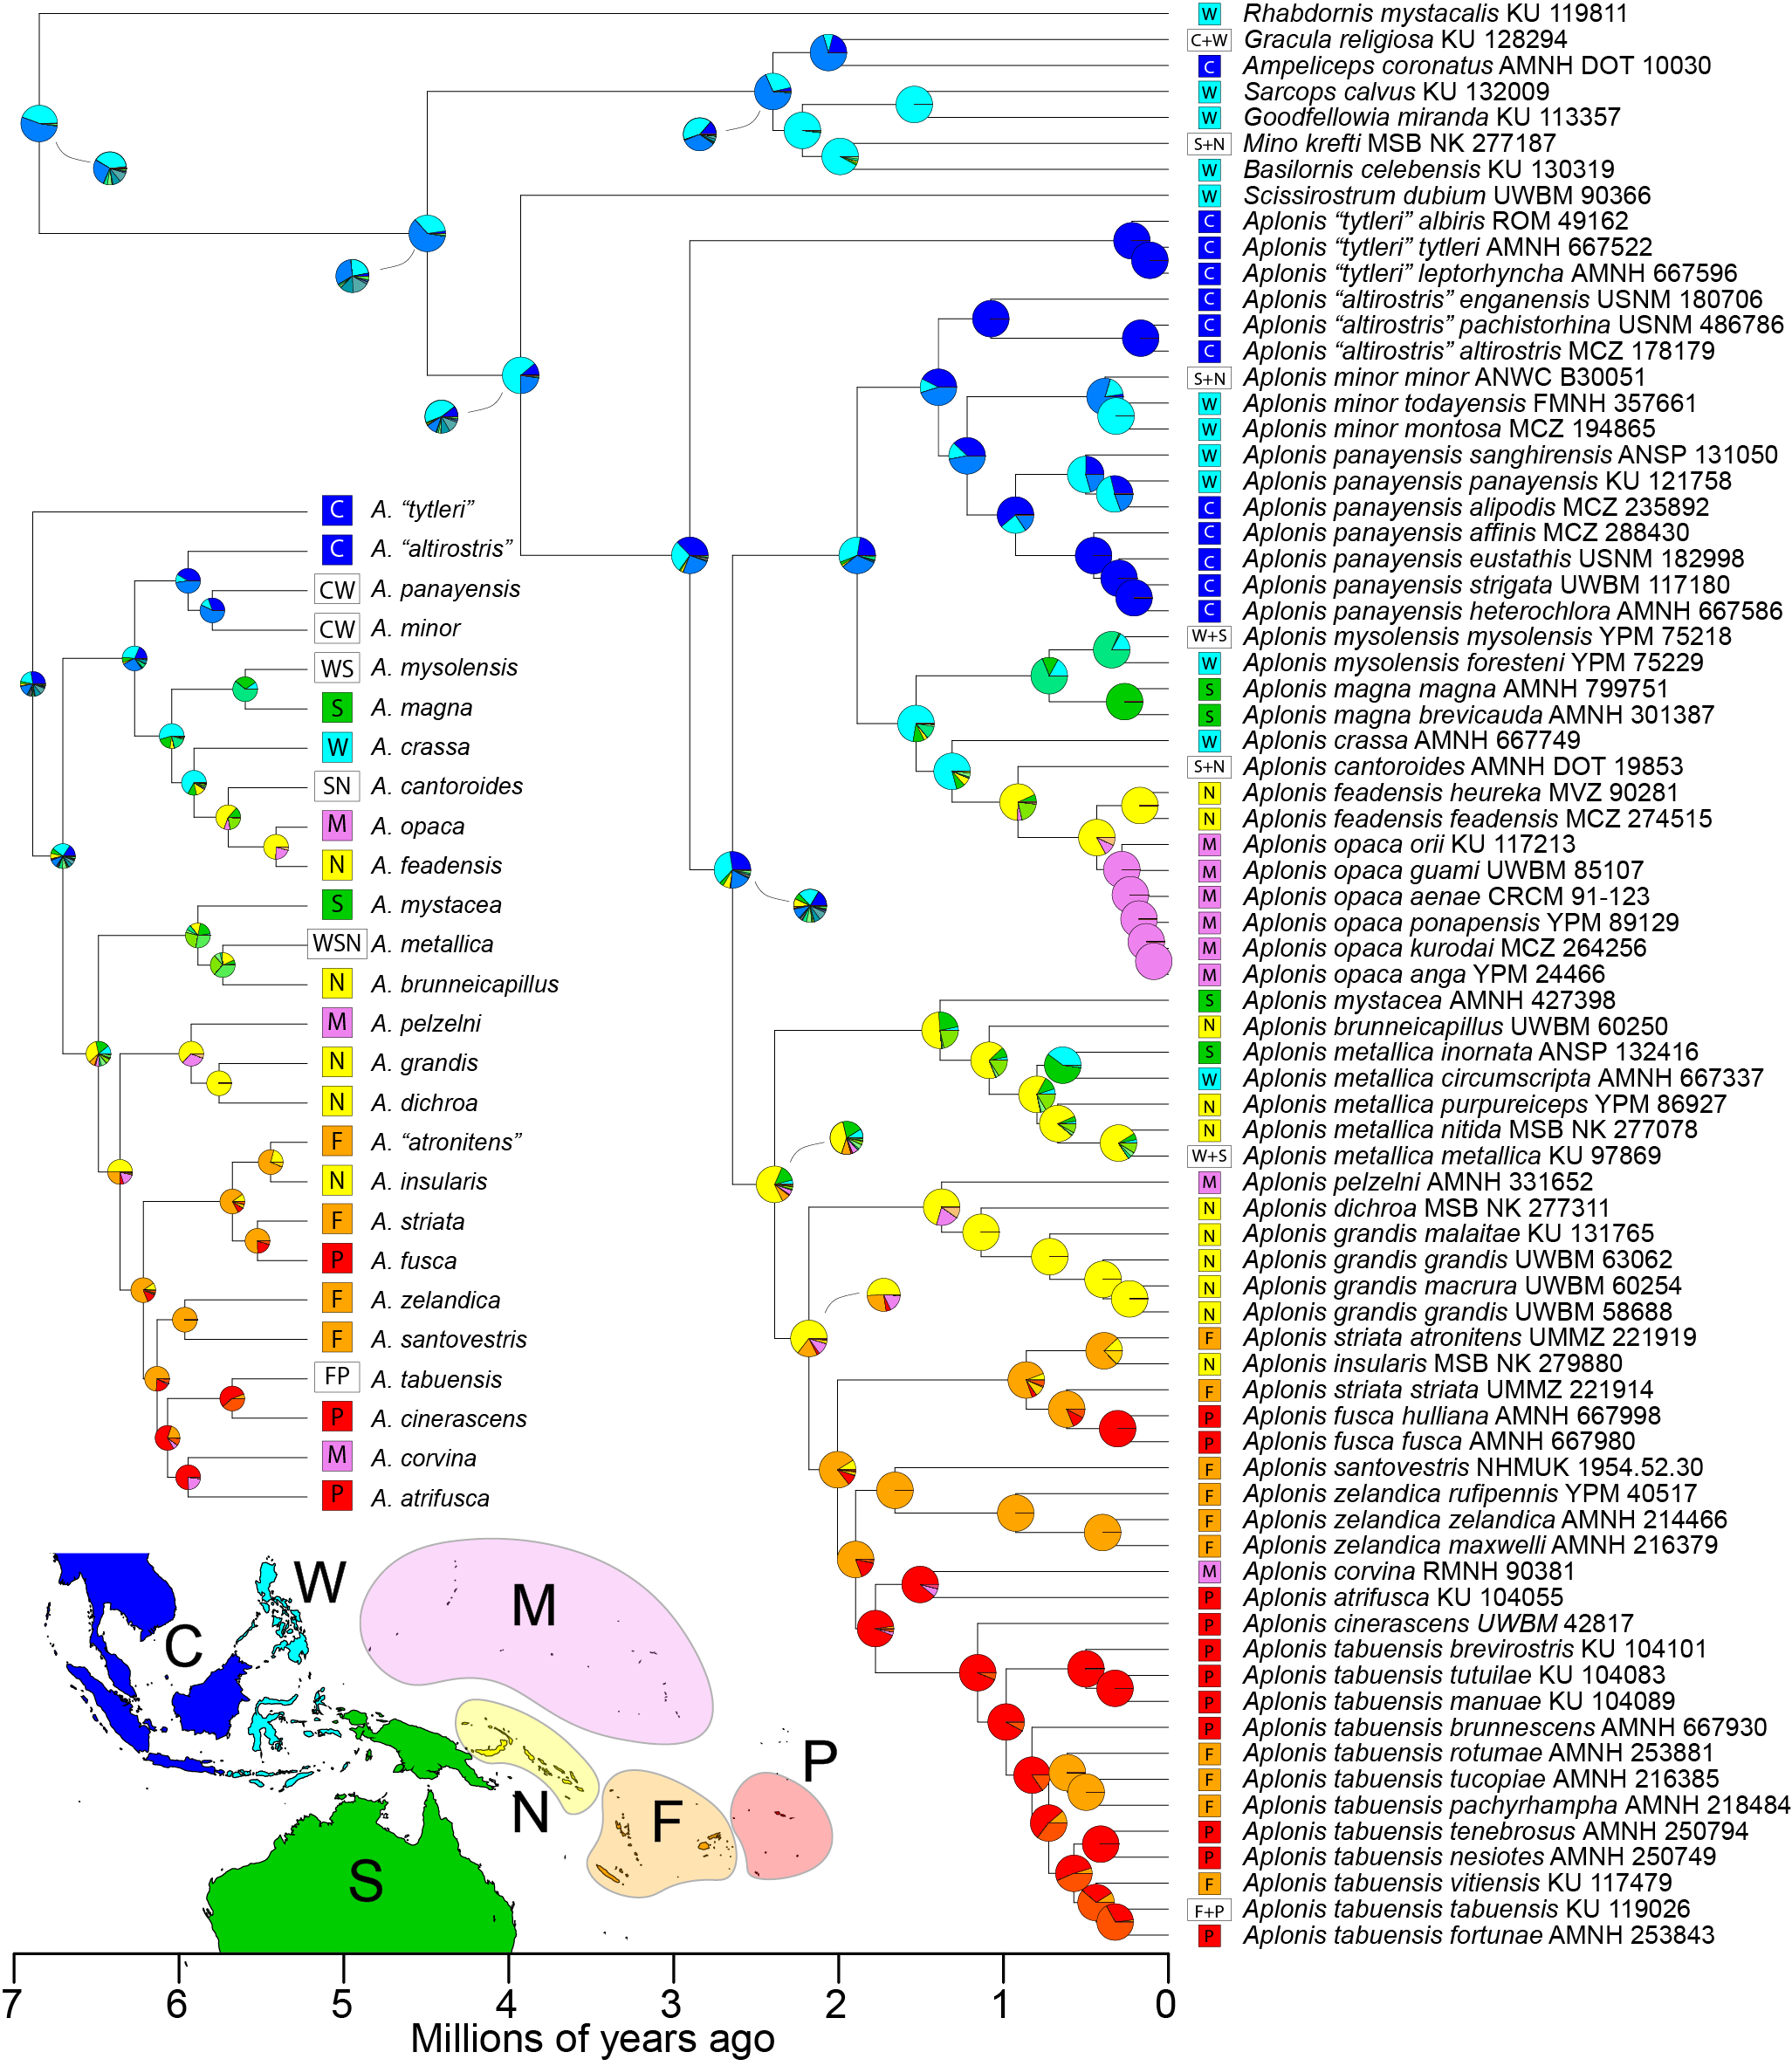 W Rhabdornis mystacalis KU 119811
C+W Gracula religiosa KU 128294
C Ampeliceps coronatus AMNH DOT 10030
W Sarcops calvus KU 132009
W Goodfellowia miranda KU 113357
S+N Mino krefti MSB NK 277187
W Basilornis celebensis KU 130319
W Scissirostrum dubium UWBM 90366
C Aplonis “tytleri” albiris ROM 49162
C Aplonis “tytleri” tytleri AMNH 667522
C Aplonis “tytleri” leptorhyncha AMNH 667596
C Aplonis “altirostris” enganensis USNM 180706
C Aplonis “altirostris” pachistorhina USNM 486786
C Aplonis “altirostris” altirostris MCZ 178179
S+N Aplonis minor minor ANWC B30051
W Aplonis minor todayensis FMNH 357661
W Aplonis minor montosa MCZ 194865
W Aplonis panayensis sanghirensis ANSP 131050
W Aplonis panayensis panayensis KU 121758
C Aplonis panayensis alipodis MCZ 235892
C Aplonis panayensis affinis MCZ 288430
C Aplonis panayensis eustathis USNM 182998
C Aplonis panayensis strigata UWBM 117180
C Aplonis panayensis heterochlora AMNH 667586
W+S Aplonis mysolensis mysolensis YPM 75218
W Aplonis mysolensis foresteni YPM 75229
S Aplonis magna magna AMNH 799751
S Aplonis magna brevicauda AMNH 301387
W Aplonis crassa AMNH 667749
S+N Aplonis cantoroides AMNH DOT 19853
N Aplonis feadensis heureka MVZ 90281
N Aplonis feadensis feadensis MCZ 274515
M Aplonis opaca orii KU 117213
M Aplonis opaca guami UWBM 85107
M Aplonis opaca aenae CRCM 91-123
M Aplonis opaca ponapensis YPM 89129
M Aplonis opaca kurodai MCZ 264256
M Aplonis opaca anga YPM 24466
S Aplonis mystacea AMNH 427398
N Aplonis brunneicapillus UWBM 60250
S Aplonis metallica inornata ANSP 132416
W Aplonis metallica circumscripta AMNH 667337
N Aplonis metallica purpureiceps YPM 86927
N Aplonis metallica nitida MSB NK 277078
W+S Aplonis metallica metallica KU 97869
M Aplonis pelzelni AMNH 331652
N Aplonis dichroa MSB NK 277311
N Aplonis grandis malaitae KU 131765
N Aplonis grandis grandis UWBM 63062
N Aplonis grandis macrura UWBM 60254
N Aplonis grandis grandis UWBM 58688
F Aplonis striata atronitens UMMZ 221919
N Aplonis insularis MSB NK 279880
F Aplonis striata striata UMMZ 221914
P Aplonis fusca hulliana AMNH 667998
P Aplonis fusca fusca AMNH 667980
F Aplonis santovestris NHMUK 1954.52.30
F Aplonis zelandica rufipennis YPM 40517
F Aplonis zelandica zelandica AMNH 214466
F Aplonis zelandica maxwelli AMNH 216379
M Aplonis corvina RMNH 90381
P Aplonis atrifusca KU 104055
P Aplonis cinerascens UWBM 42817
P Aplonis tabuensis brevirostris KU 104101
P Aplonis tabuensis tutuilae KU 104083
P Aplonis tabuensis manuae KU 104089
P Aplonis tabuensis brunnescens AMNH 667930
F Aplonis tabuensis rotumae AMNH 253881
F Aplonis tabuensis tucopiae AMNH 216385
F Aplonis tabuensis pachyrhampha AMNH 218484
P Aplonis tabuensis tenebrosus AMNH 250794
P Aplonis tabuensis nesiotes AMNH 250749
F Aplonis tabuensis vitiensis KU 117479
F+P Aplonis tabuensis tabuensis KU 119026
P Aplonis tabuensis fortunae AMNH 253843
C A. “tytleri”
C A. “altirostris”
CW A. panayensis
CW A. minor
WS A. mysolensis
S A. magna
W A. crassa
SN A. cantoroides
M A. opaca
N A. feadensis
S A. mystacea
WSN A. metallica
N A. brunneicapillus
M A. pelzelni
N A. grandis
N A. dichroa
F A. “atronitens”
N A. insularis
F A. striata
P A. fusca
F A. zelandica
F A. santovestris
FP A. tabuensis
P A. cinerascens
M A. corvina
P A. atrifusca
W
M
C
P
N
F
S
7 6 5 4 3 2 1 0
Millions of years ago